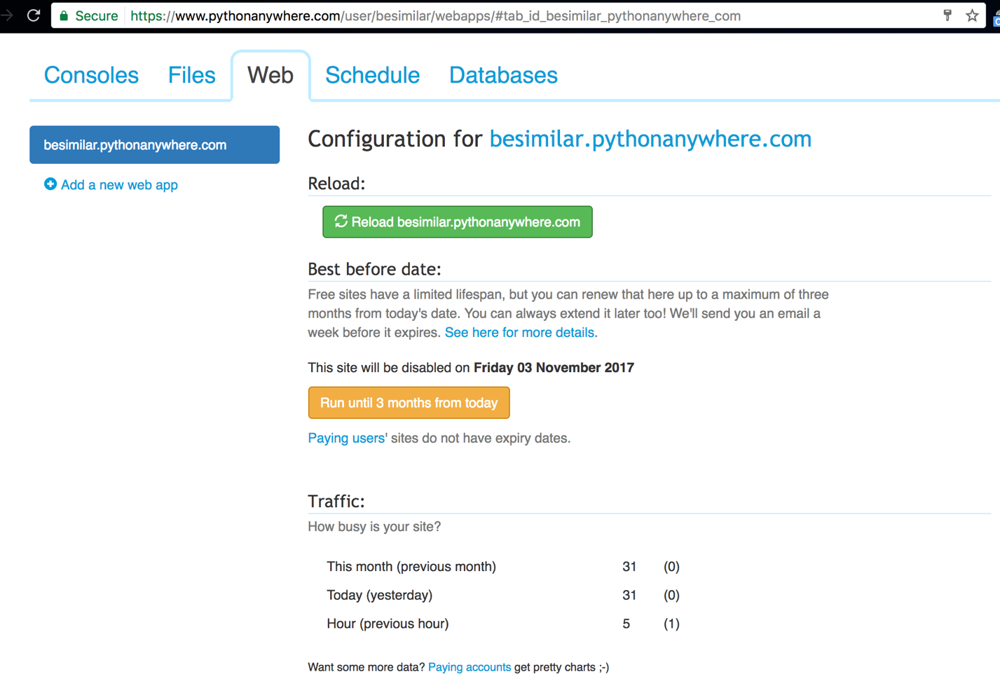 Secure https://www.pythonanywhere.com/user/besimilar/webapps/#tab_id_besimilar_pythonanywhere_com
Consoles Files Web Schedule Databases
besimilar.pythonanywhere.com
Add a new web app
Configuration for besimilar.pythonanywhere.com
Reload:
Reload besimilar.pythonanywhere.com
Best before date:
Free sites have a limited lifespan, but you can renew that here up to a maximum of three
months from today's date. You can always extend it later too! We'll send you an email a
week before it expires. See here for more details.
This site will be disabled on Friday 03 November 2017
Run until 3 months from today
Paying users' sites do not have expiry dates.
Traffic:
How busy is your site?
This month (previous month) 31 (0)
Today (yesterday) 31 (0)
Hour (previous hour) 5 (1)
Want some more data? Paying accounts get pretty charts ;-)